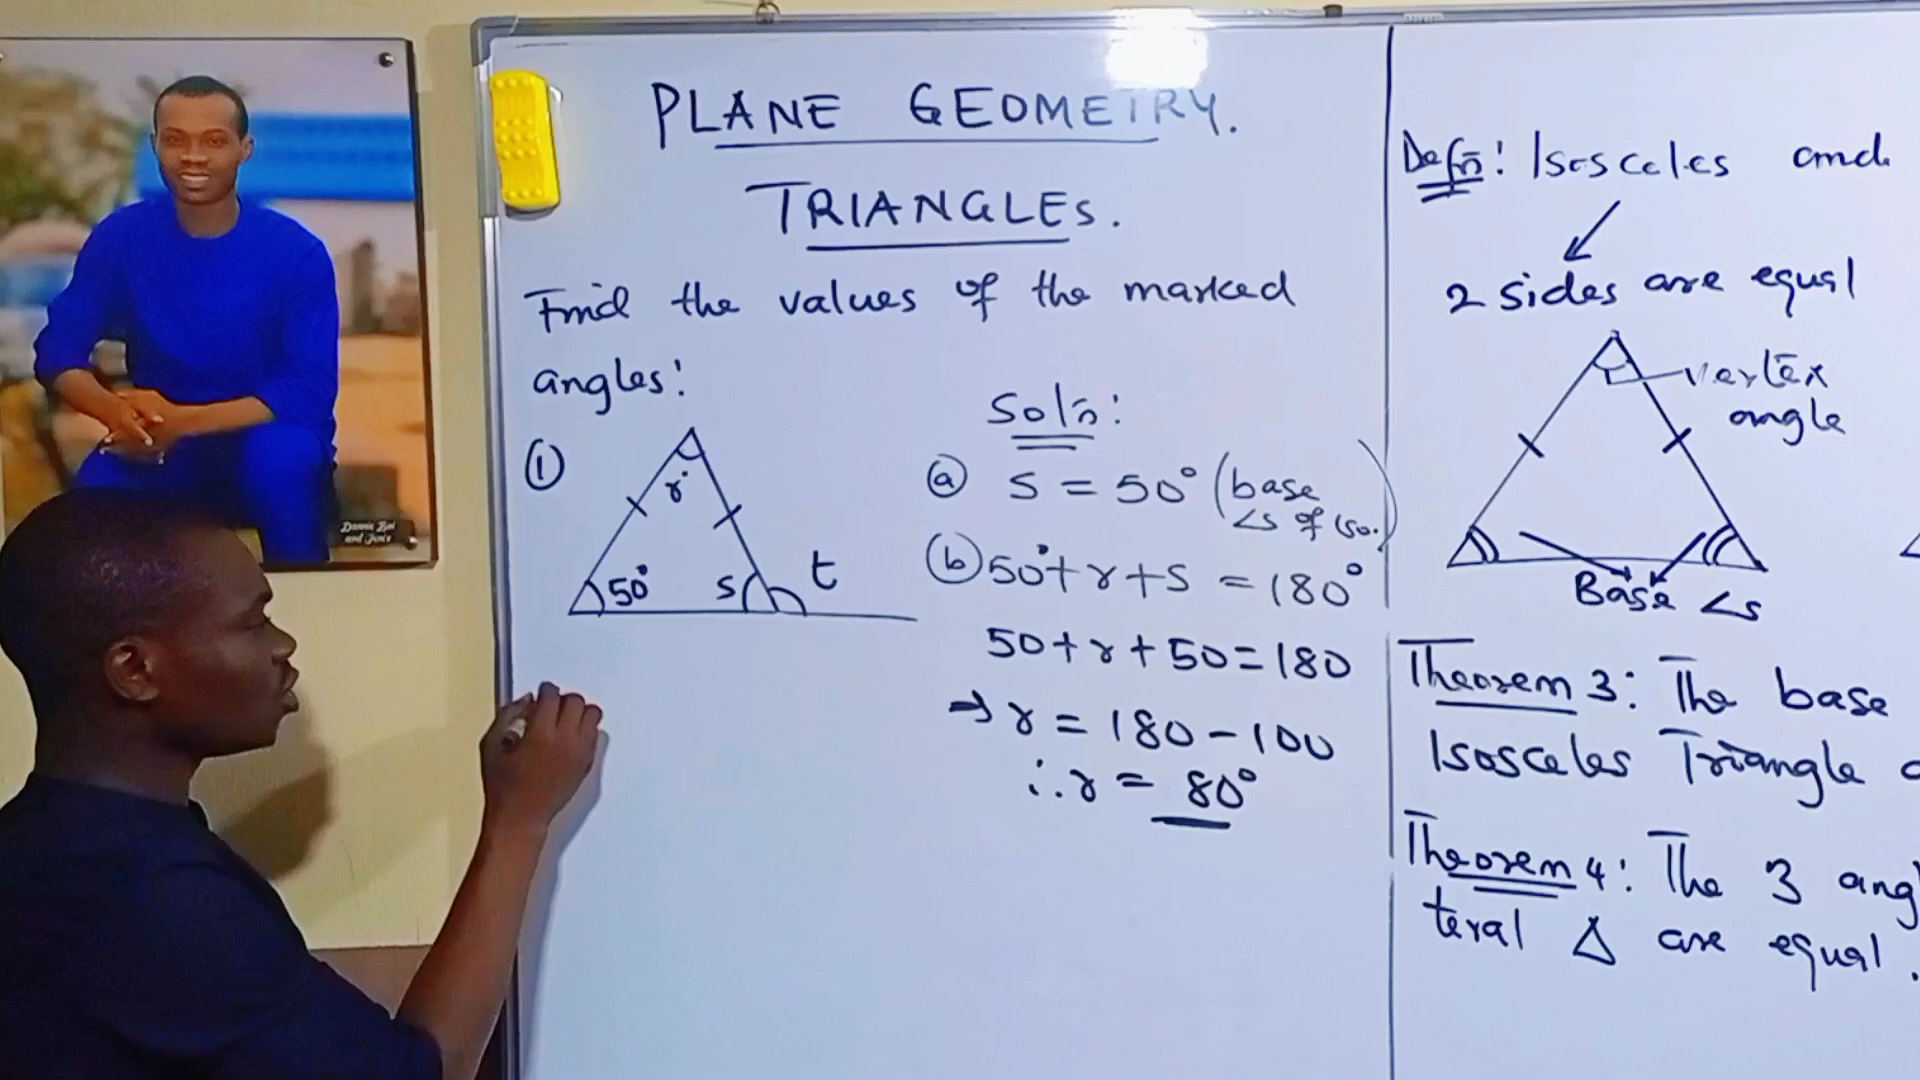 PLANE GEOMETRY.
TRIANGLES.
Find the values of the marked
angles:
①
r
50°
s
t
Sol'n:
ⓐ s = 50° (base
∠s of iso.)
ⓑ 50°+r+s = 180°
50+r+50=180
⇒ r = 180-100
∴ r = 80°
Defn: Isosceles and
2 sides are equal
vertex
angle
Base ∠s
Theorem 3: The base
Isosceles Triangle
Theorem 4: The 3 ang
teral Δ are equal.